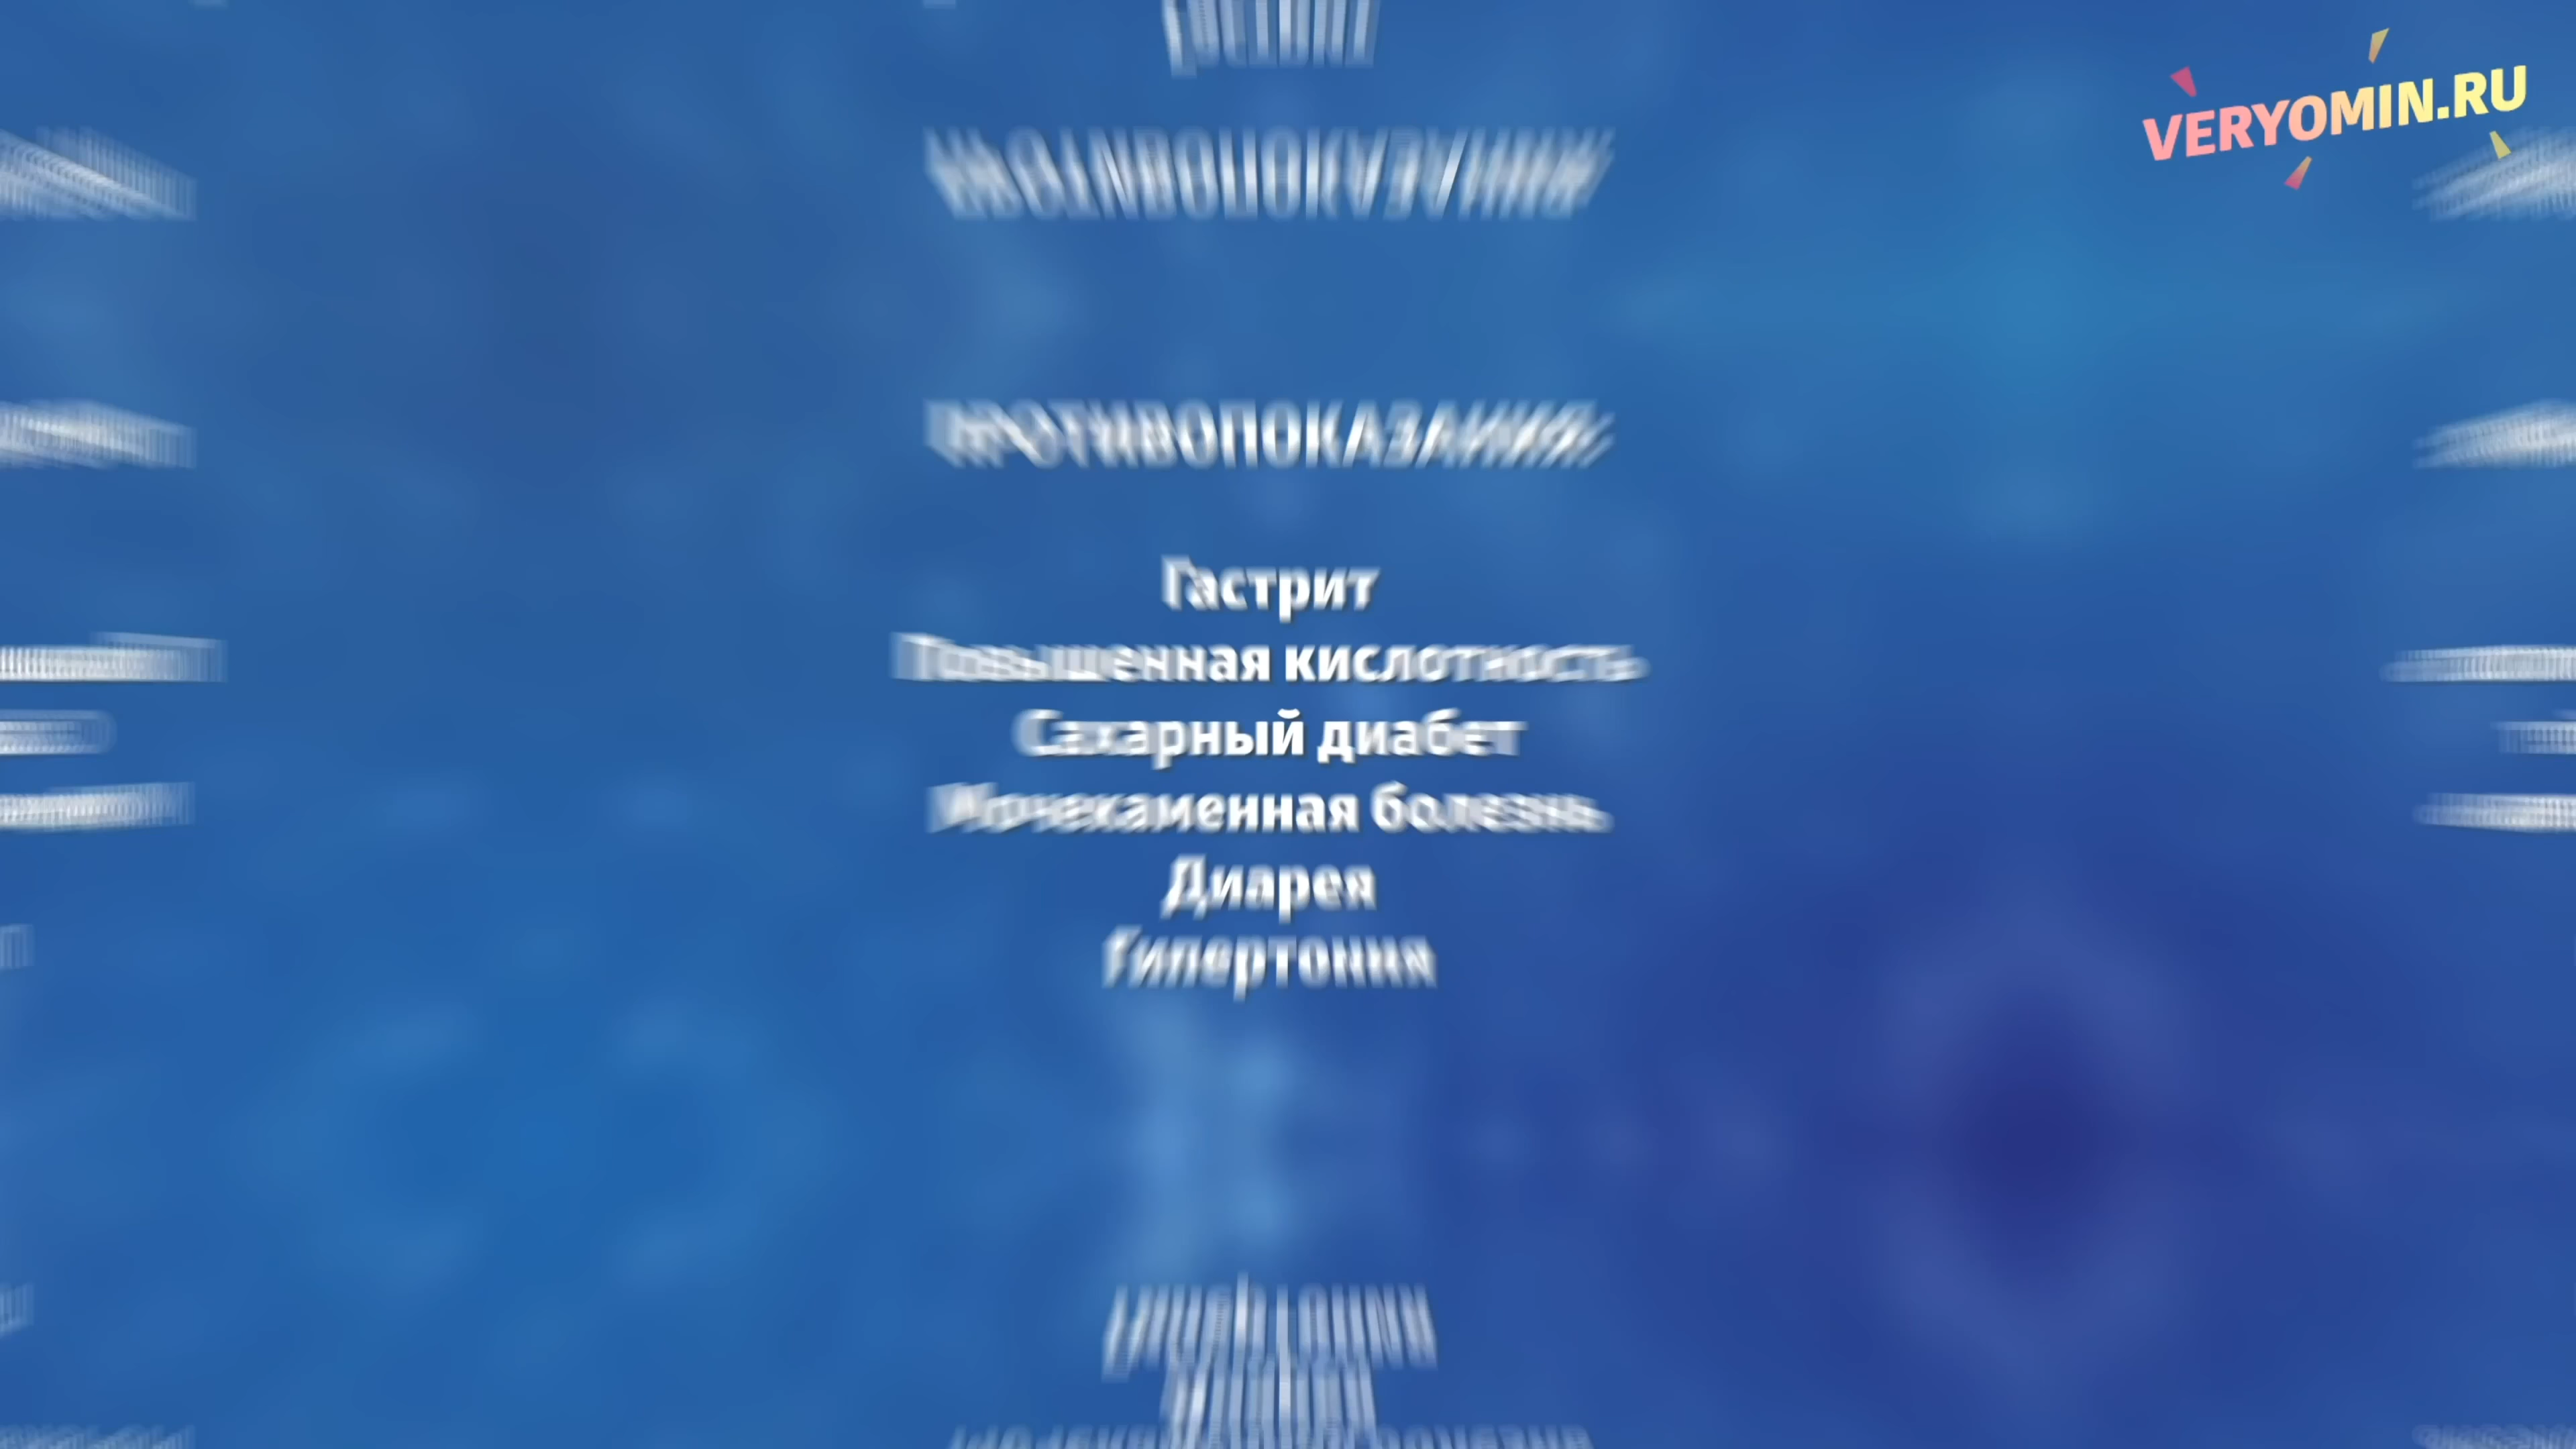 VERYOMIN.RU
ПРОТИВОПОКАЗАНИЯ:
Гастрит
Повышенная кислотность
Сахарный диабет
Мочекаменная болезнь
Диарея
Гипертония